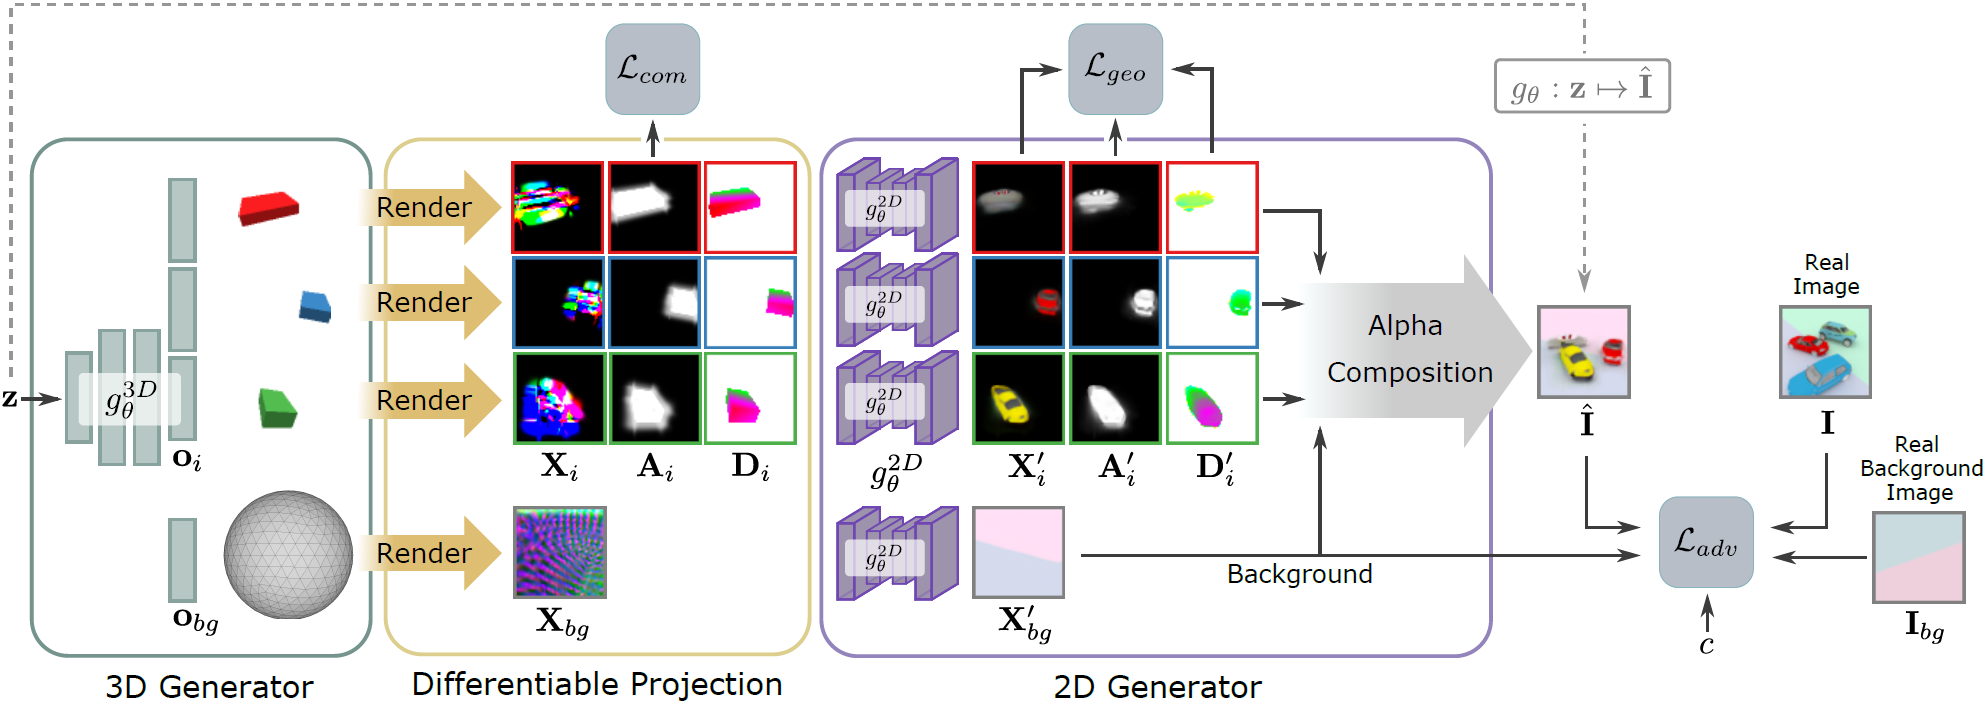 $\mathcal{L}_{com}$
$\mathcal{L}_{geo}$
$g_\theta : \mathbf{z} \mapsto \hat{\mathbf{I}}$
Render
Render
Render
Render
$\mathbf{z}$
$g_\theta^{3D}$
$\mathbf{o}_i$
$\mathbf{o}_{bg}$
$\mathbf{X}_i$ $\mathbf{A}_i$ $\mathbf{D}_i$
$\mathbf{X}_{bg}$
$g_\theta^{2D}$
$g_\theta^{2D}$
$g_\theta^{2D}$
$g_\theta^{2D}$ $\mathbf{X}'_i$ $\mathbf{A}'_i$ $\mathbf{D}'_i$
$g_\theta^{2D}$
$\mathbf{X}'_{bg}$
Background
Alpha
Composition
$\hat{\mathbf{I}}$
Real
Image
$\mathbf{I}$
Real
Background
Image
$\mathbf{I}_{bg}$
$\mathcal{L}_{adv}$
$c$
3D Generator
Differentiable Projection
2D Generator